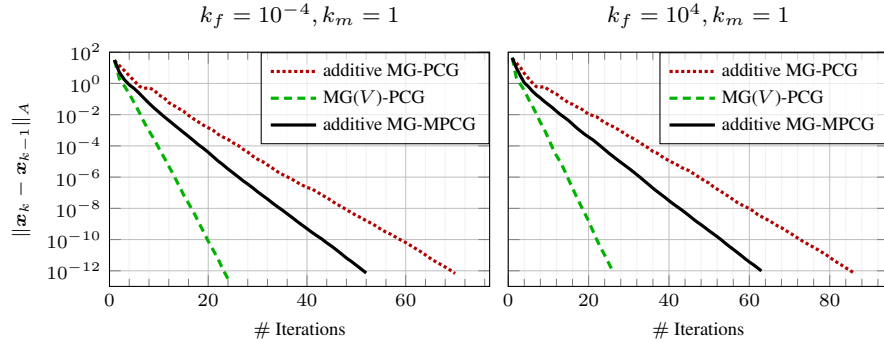 k_f = 10^{-4}, k_m = 1
k_f = 10^4, k_m = 1
‖x_k − x_{k−1}‖_A
10^2
10^0
10^{-2}
10^{-4}
10^{-6}
10^{-8}
10^{-10}
10^{-12}
additive MG-PCG
MG(V)-PCG
additive MG-MPCG
0 20 40 60
# Iterations
additive MG-PCG
MG(V)-PCG
additive MG-MPCG
0 20 40 60 80
# Iterations